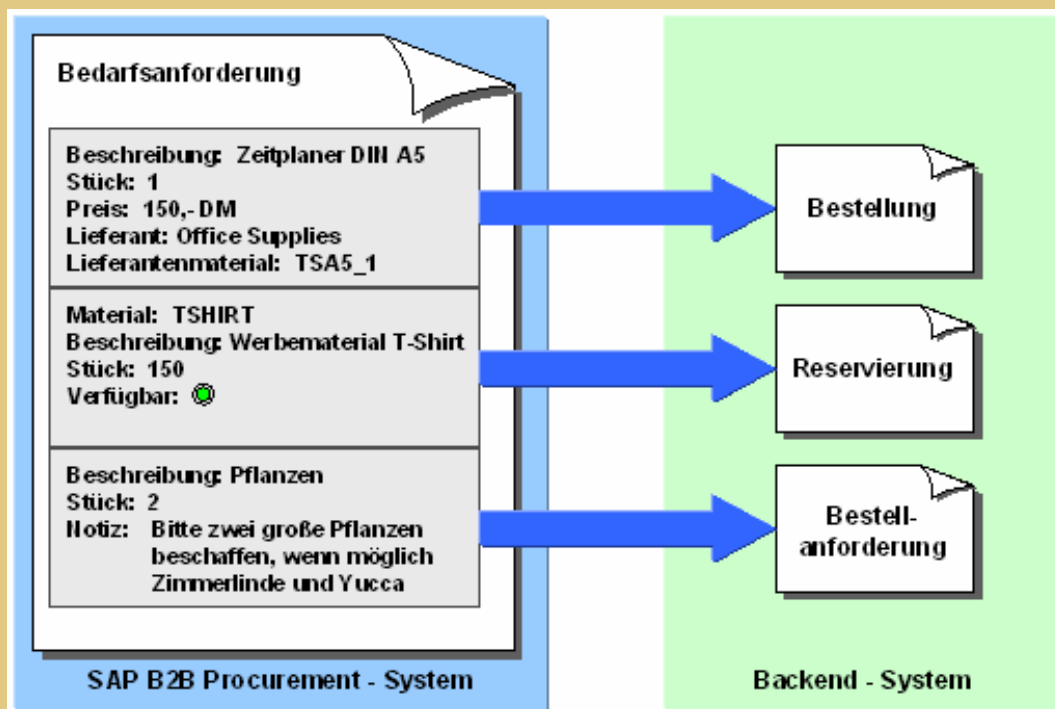 Bedarfsanforderung
Beschreibung: Zeitplaner DIN A5
Stück: 1
Preis: 150,- DM
Lieferant: Office Supplies
Lieferantenmaterial: TSA5_1
Material: TSHIRT
Beschreibung: Werbematerial T-Shirt
Stück: 150
Verfügbar:
Beschreibung: Pflanzen
Stück: 2
Notiz: Bitte zwei große Pflanzen
beschaffen, wenn möglich
Zimmerlinde und Yucca
SAP B2B Procurement - System
Bestellung
Reservierung
Bestell-
anforderung
Backend - System